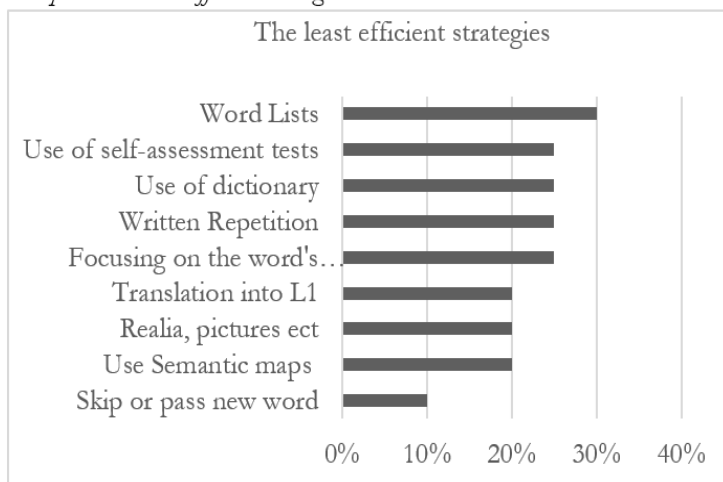 The least efficient strategies
Word Lists
Use of self-assessment tests
Use of dictionary
Written Repetition
Focusing on the word's…
Translation into L1
Realia, pictures ect
Use Semantic maps
Skip or pass new word
0% 10% 20% 30% 40%